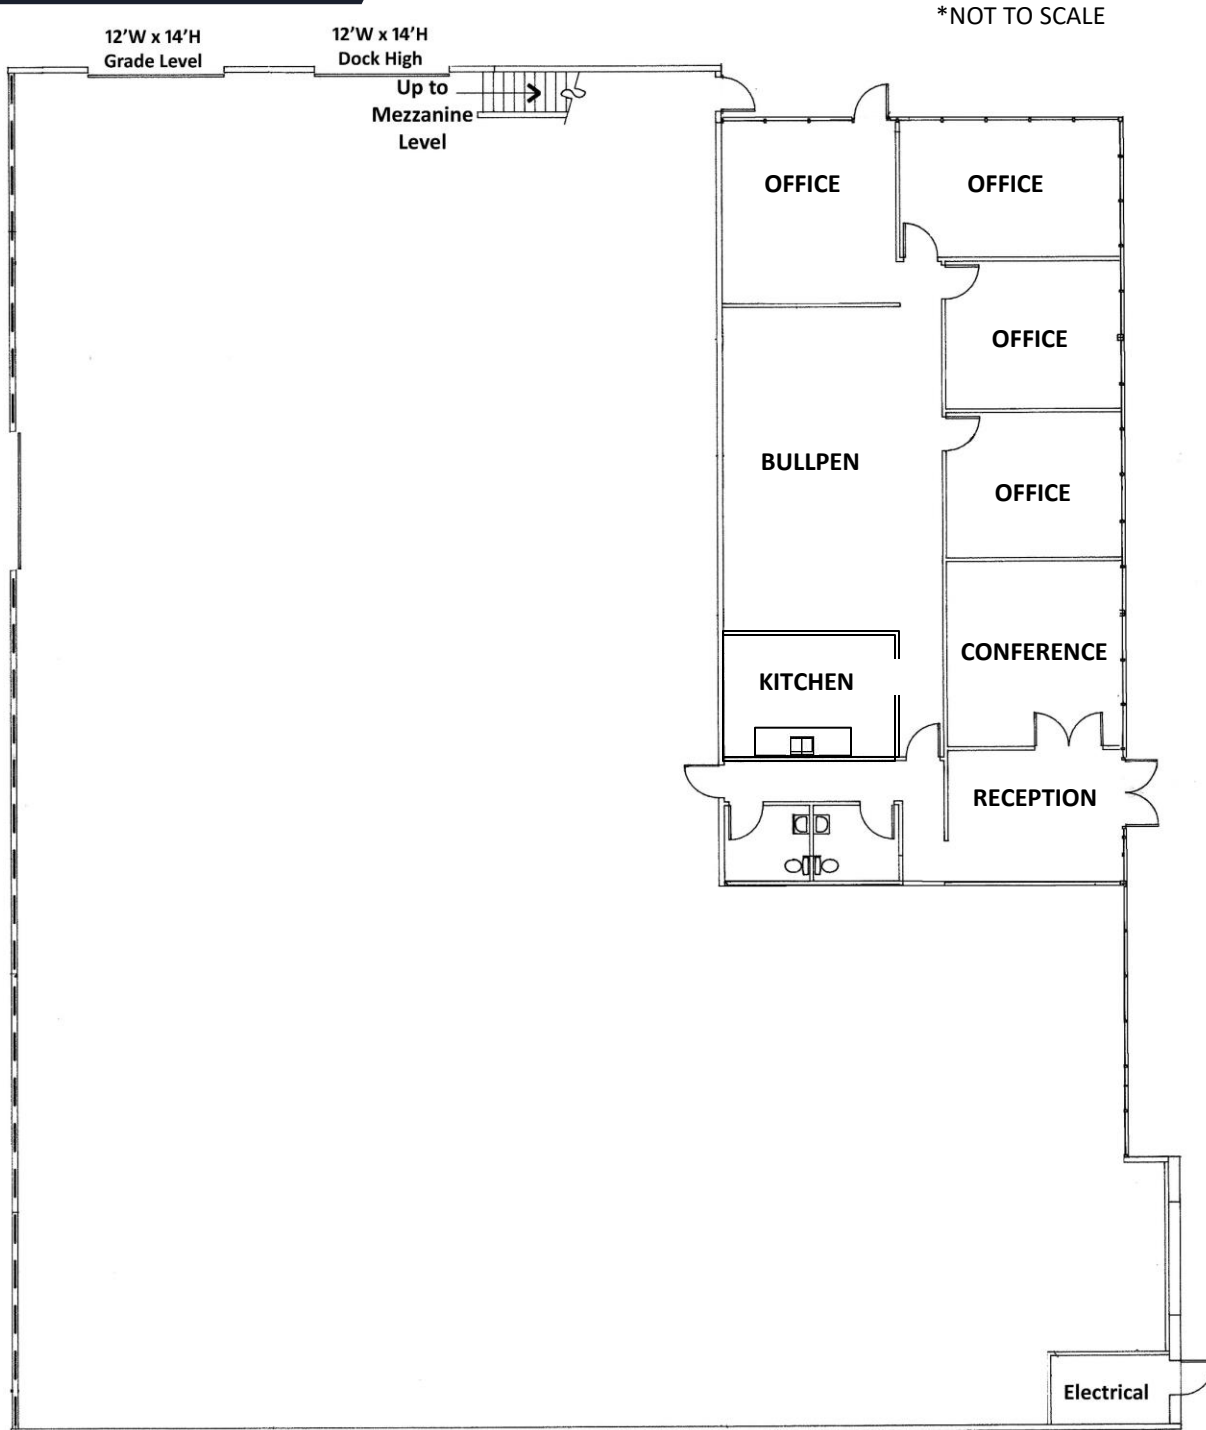 *NOT TO SCALE
12’W x 14’H
Grade Level
12’W x 14’H
Dock High
Up to
Mezzanine
Level
OFFICE
OFFICE
OFFICE
BULLPEN
OFFICE
CONFERENCE
KITCHEN
RECEPTION
Electrical